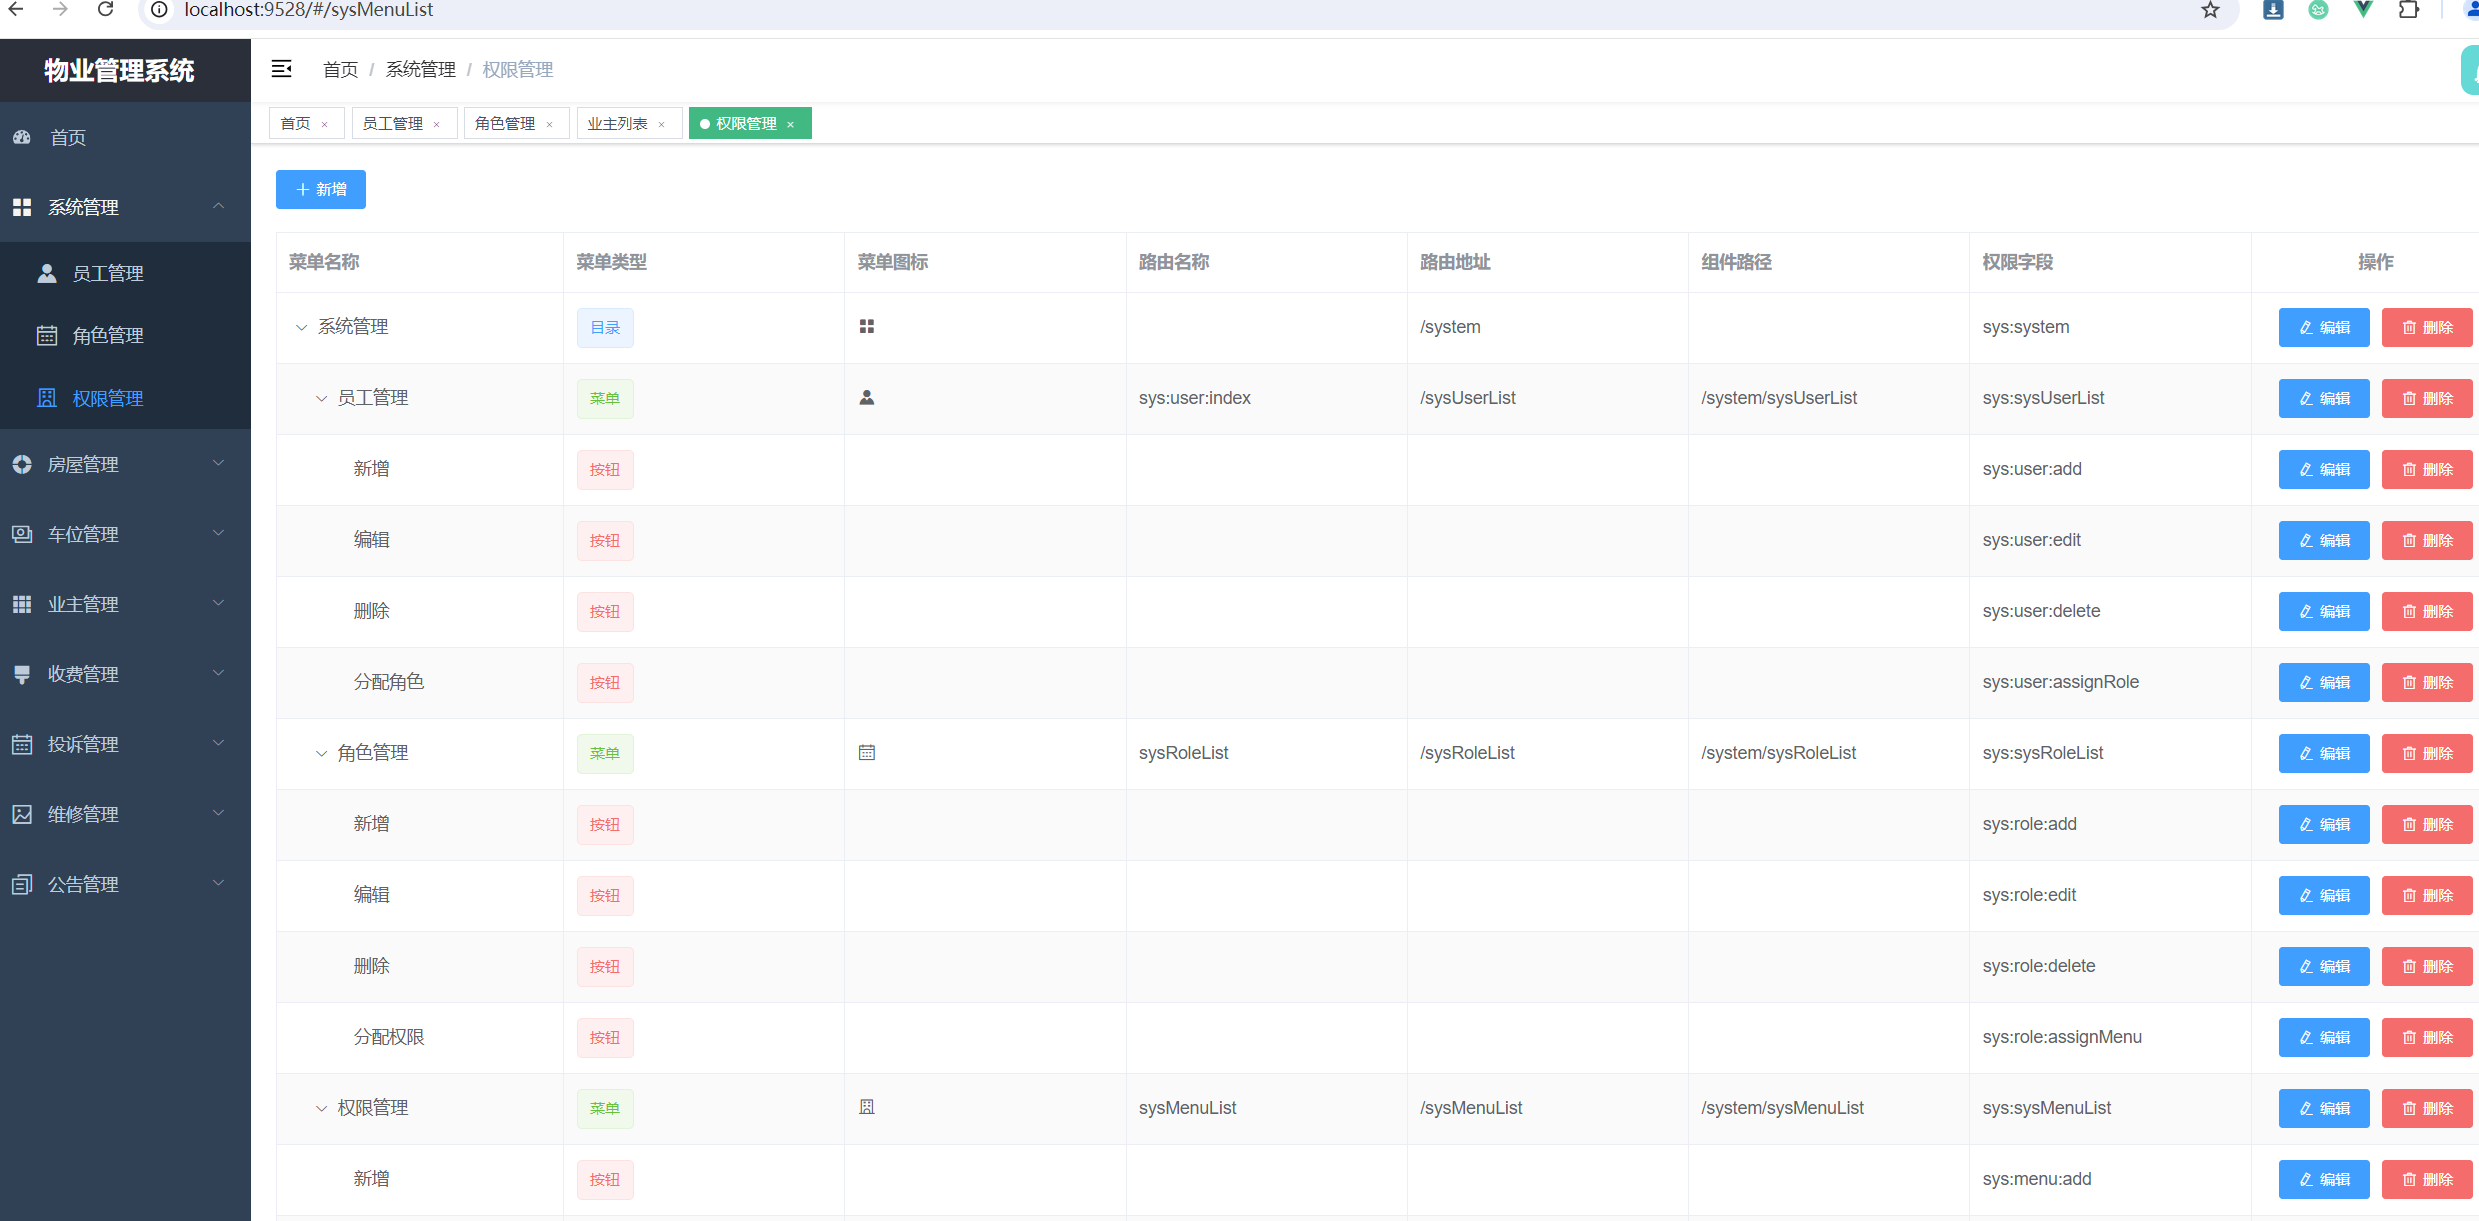 localhost:9528/#/sysMenuList
物业管理系统
首页 / 系统管理 / 权限管理
首页 × 员工管理 × 角色管理 × 业主列表 × 权限管理 ×
首页
系统管理
员工管理
角色管理
权限管理
房屋管理
车位管理
业主管理
收费管理
投诉管理
维修管理
公告管理
+ 新增
菜单名称 菜单类型 菜单图标 路由名称 路由地址 组件路径 权限字段 操作
系统管理 目录 /system sys:system 编辑 删除
员工管理 菜单 sys:user:index /sysUserList /system/sysUserList sys:sysUserList 编辑 删除
新增 按钮 sys:user:add 编辑 删除
编辑 按钮 sys:user:edit 编辑 删除
删除 按钮 sys:user:delete 编辑 删除
分配角色 按钮 sys:user:assignRole 编辑 删除
角色管理 菜单 sysRoleList /sysRoleList /system/sysRoleList sys:sysRoleList 编辑 删除
新增 按钮 sys:role:add 编辑 删除
编辑 按钮 sys:role:edit 编辑 删除
删除 按钮 sys:role:delete 编辑 删除
分配权限 按钮 sys:role:assignMenu 编辑 删除
权限管理 菜单 sysMenuList /sysMenuList /system/sysMenuList sys:sysMenuList 编辑 删除
新增 按钮 sys:menu:add 编辑 删除